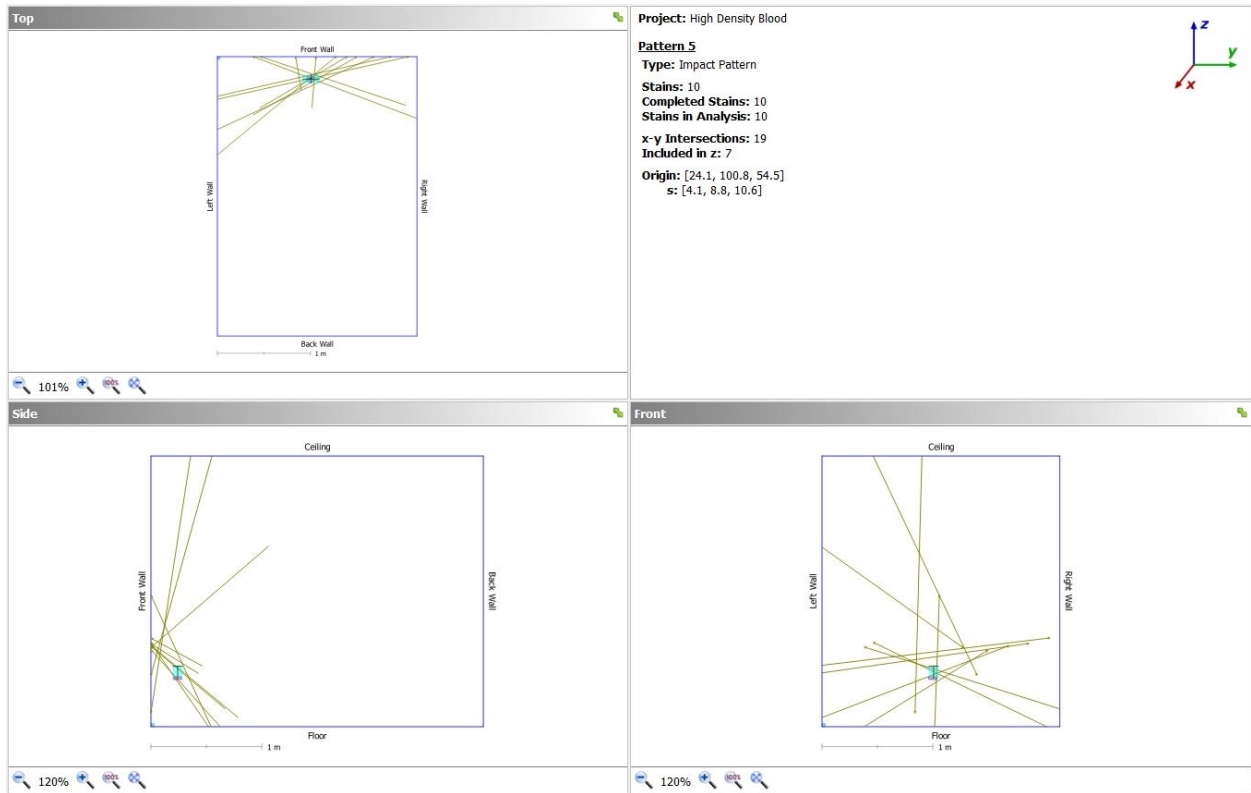 Top
Front Wall
Left Wall
Right Wall
Back Wall
1 m
101%
100%
Project: High Density Blood
Pattern 5
Type: Impact Pattern
Stains: 10
Completed Stains: 10
Stains in Analysis: 10
x-y Intersections: 19
Included in z: 7
Origin: [24.1, 100.8, 54.5]
s: [4.1, 8.8, 10.6]
z
y
x
Side
Ceiling
Front Wall
Back Wall
Floor
1 m
120%
100%
Front
Ceiling
Left Wall
Right Wall
Floor
1 m
120%
100%